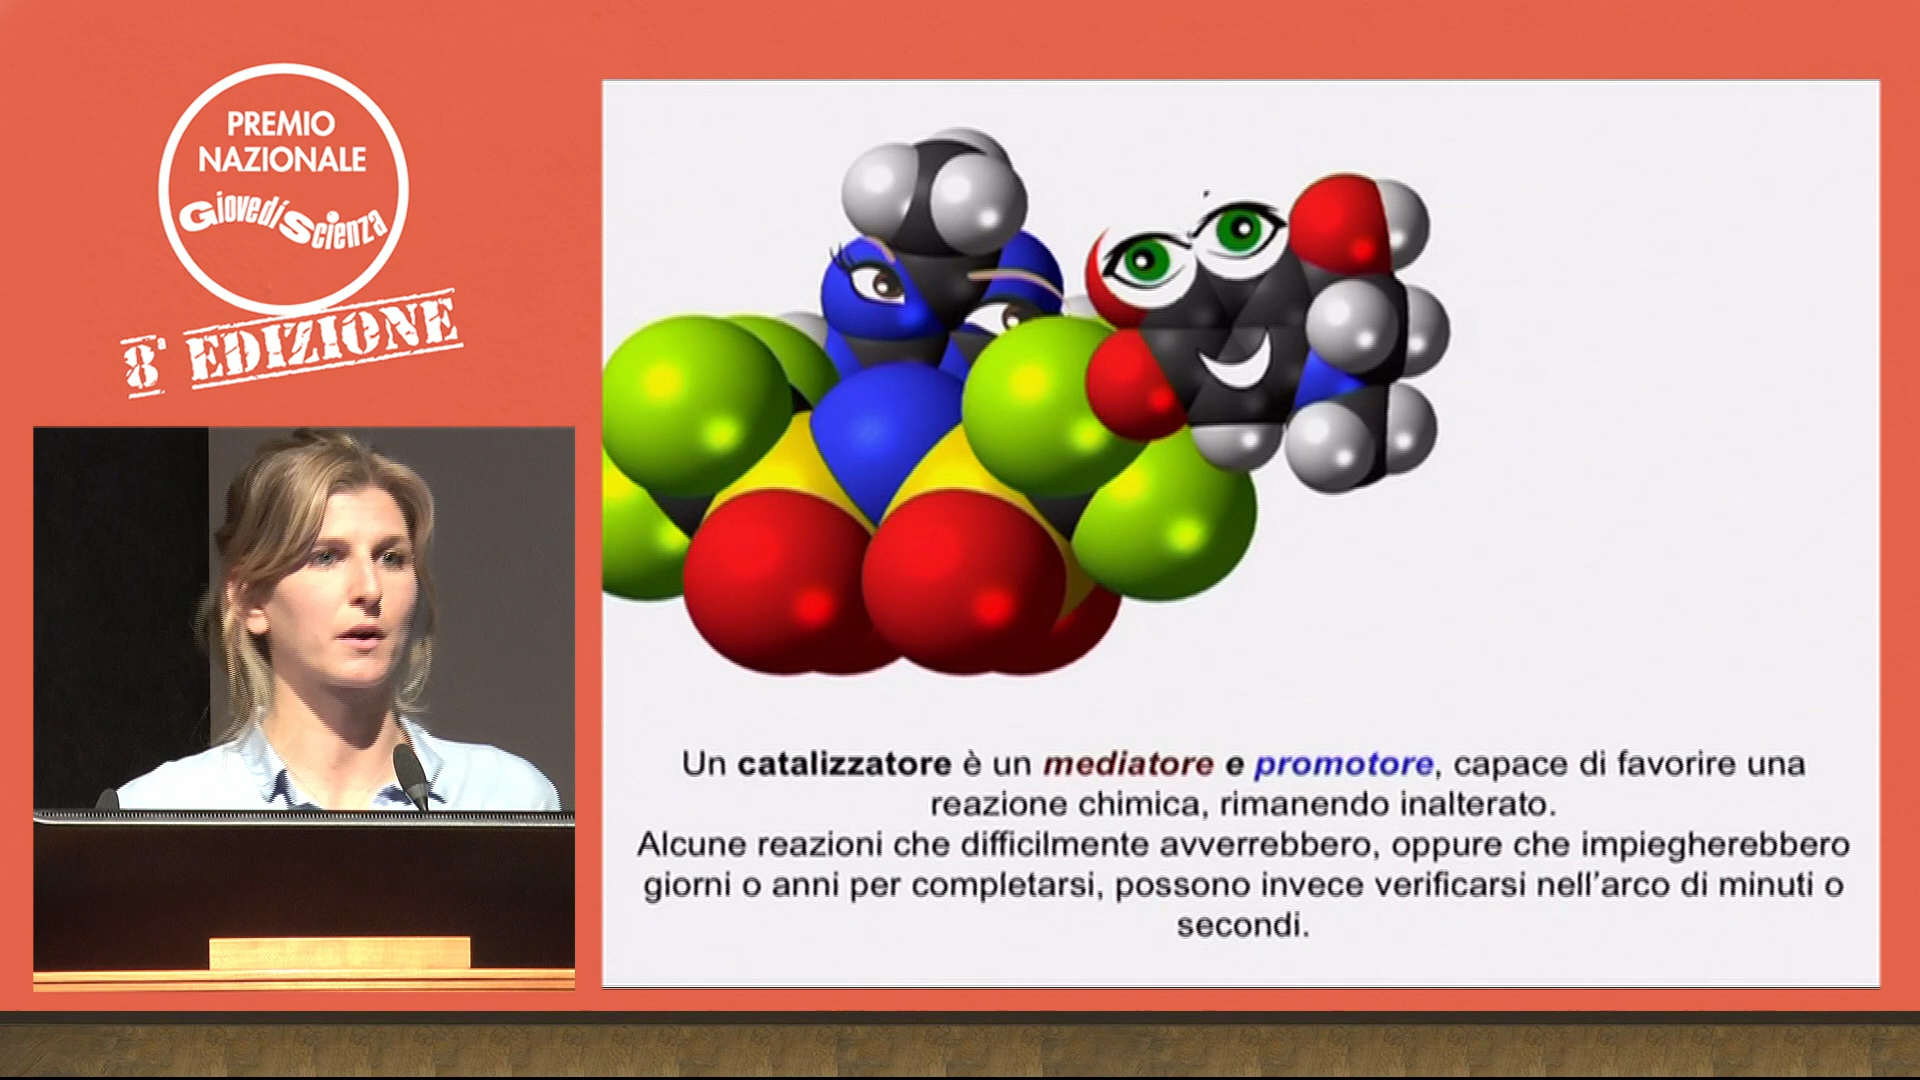 PREMIO
NAZIONALE
GiovedìScienza
8ª EDIZIONE
Un catalizzatore è un mediatore e promotore, capace di favorire una
reazione chimica, rimanendo inalterato.
Alcune reazioni che difficilmente avverrebbero, oppure che impiegherebbero
giorni o anni per completarsi, possono invece verificarsi nell'arco di minuti o
secondi.